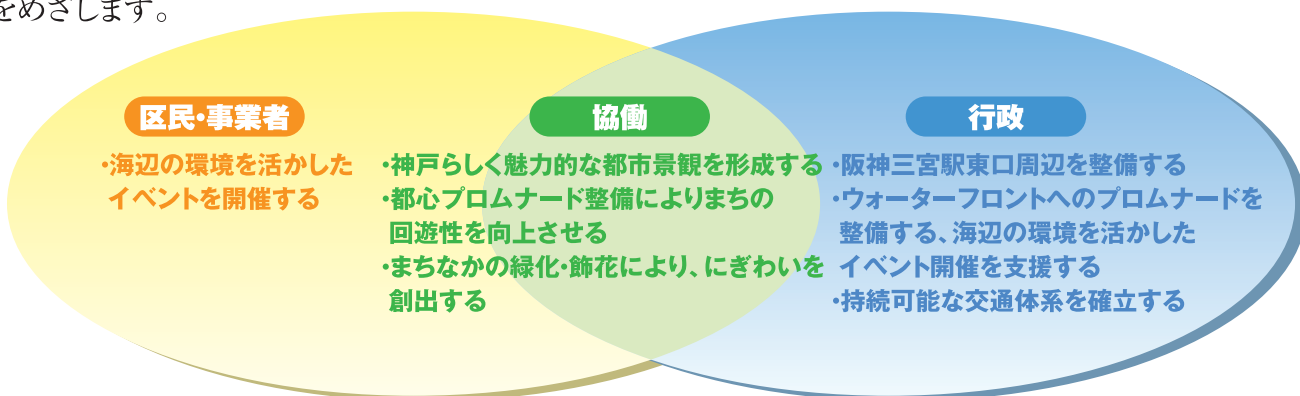 をめざします。
区民・事業者
・海辺の環境を活かした
イベントを開催する
協働
・神戸らしく魅力的な都市景観を形成する
・都心プロムナード整備によりまちの
回遊性を向上させる
・まちなかの緑化・飾花により、にぎわいを
創出する
行政
・阪神三宮駅東口周辺を整備する
・ウォーターフロントへのプロムナードを
整備する、海辺の環境を活かした
イベント開催を支援する
・持続可能な交通体系を確立する